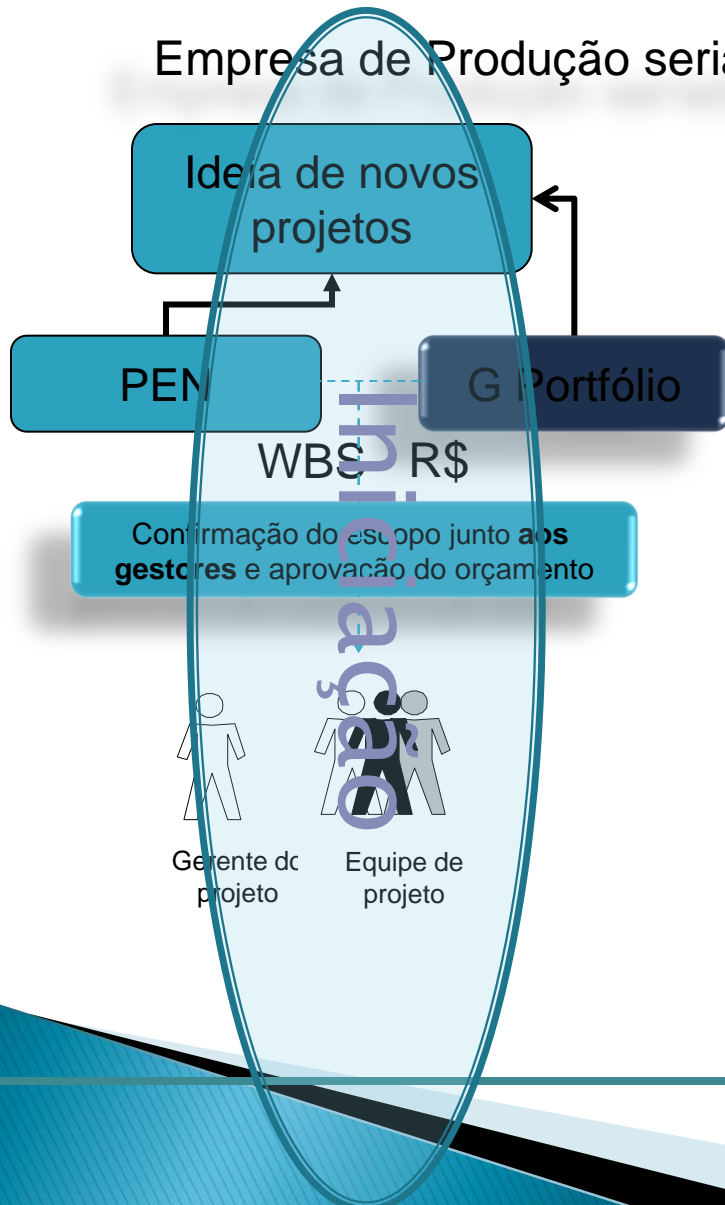 Empresa de Produção seria
Ideia de novos
projetos
PEN
G Portfólio
WBS R$
Confirmação do escopo junto aos
gestores e aprovação do orçamento
Iniciação
Gerente do
projeto
Equipe de
projeto